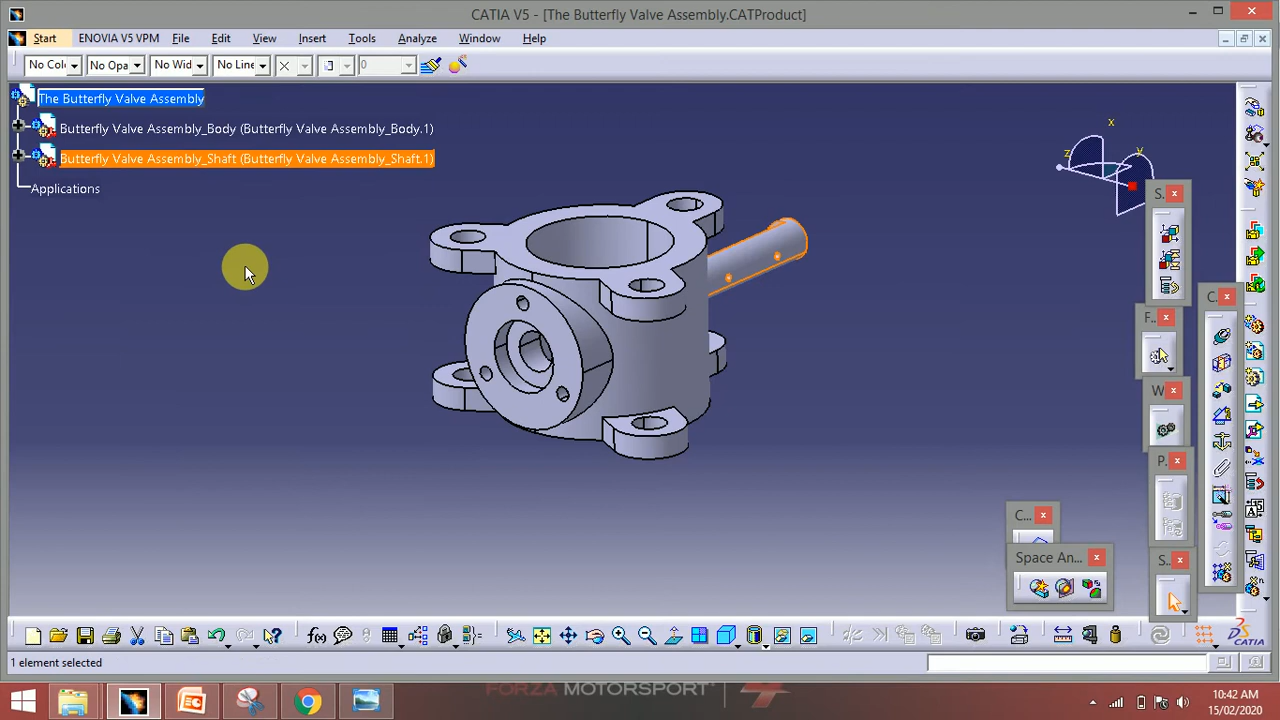 CATIA V5 - [The Butterfly Valve Assembly.CATProduct]
Start ENOVIA V5 VPM File Edit View Insert Tools Analyze Window Help
No Col No Opa No Wid No Line 0
The Butterfly Valve Assembly
Butterfly Valve Assembly_Body (Butterfly Valve Assembly_Body.1)
Butterfly Valve Assembly_Shaft (Butterfly Valve Assembly_Shaft.1)
Applications
x
y
z
S.
C.
F..
W
P.
C...
Space An...
S.
f(x)
CATIA
1 element selected
FORZA MOTORSPORT
10:42 AM
15/02/2020